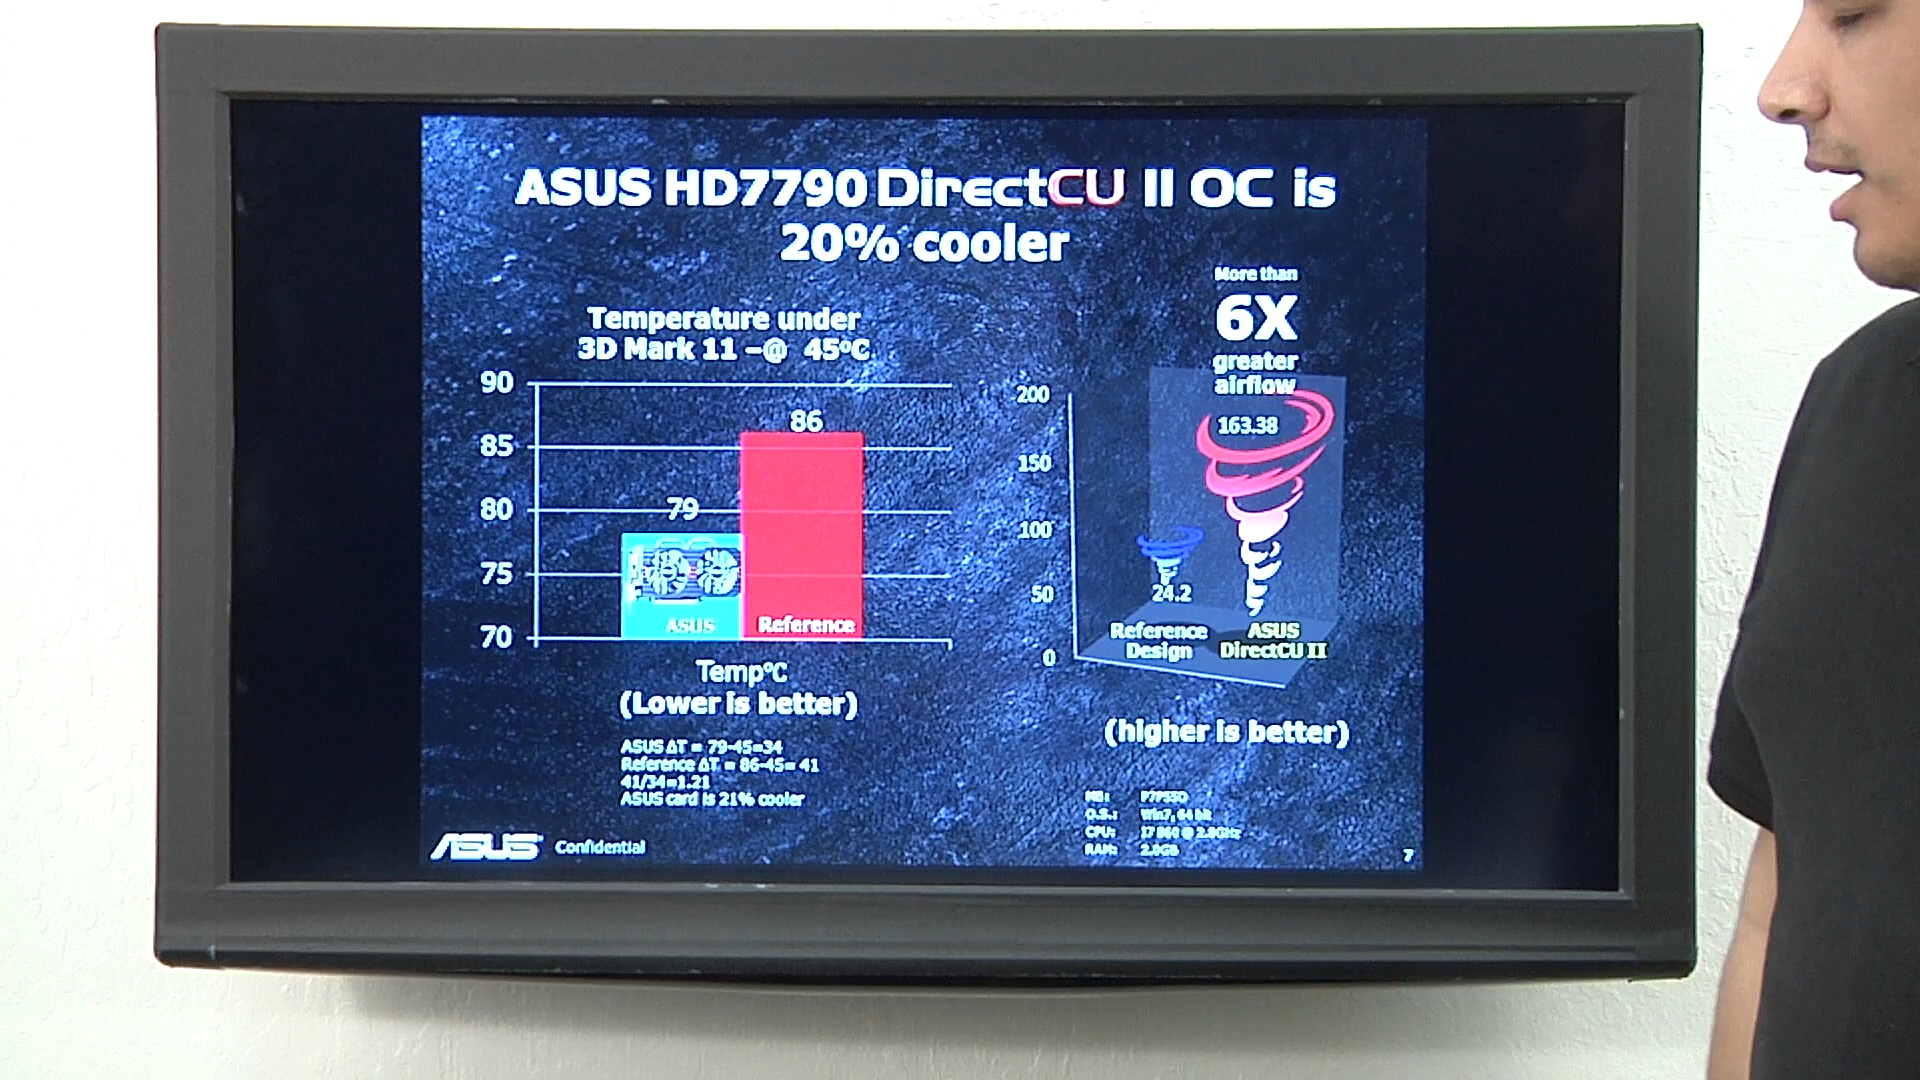 ASUS HD7790 DirectCU II OC is
20% cooler
Temperature under
3D Mark 11 –@ 45°C
90
85
80
75
70
79
86
ASUS
Reference
Temp°C
(Lower is better)
ASUS ΔT = 79-45=34
Reference ΔT = 86-45= 41
41/34=1.21
ASUS card is 21% cooler
More than
6X
greater
airflow
200
150
100
50
0
163.38
24.2
Reference
Design
ASUS
DirectCU II
(higher is better)
MB:
O.S.: Win7, 64 bit
CPU: I7 860 @ 2.8GHz
RAM: 2.0GB
ASUS Confidential
7